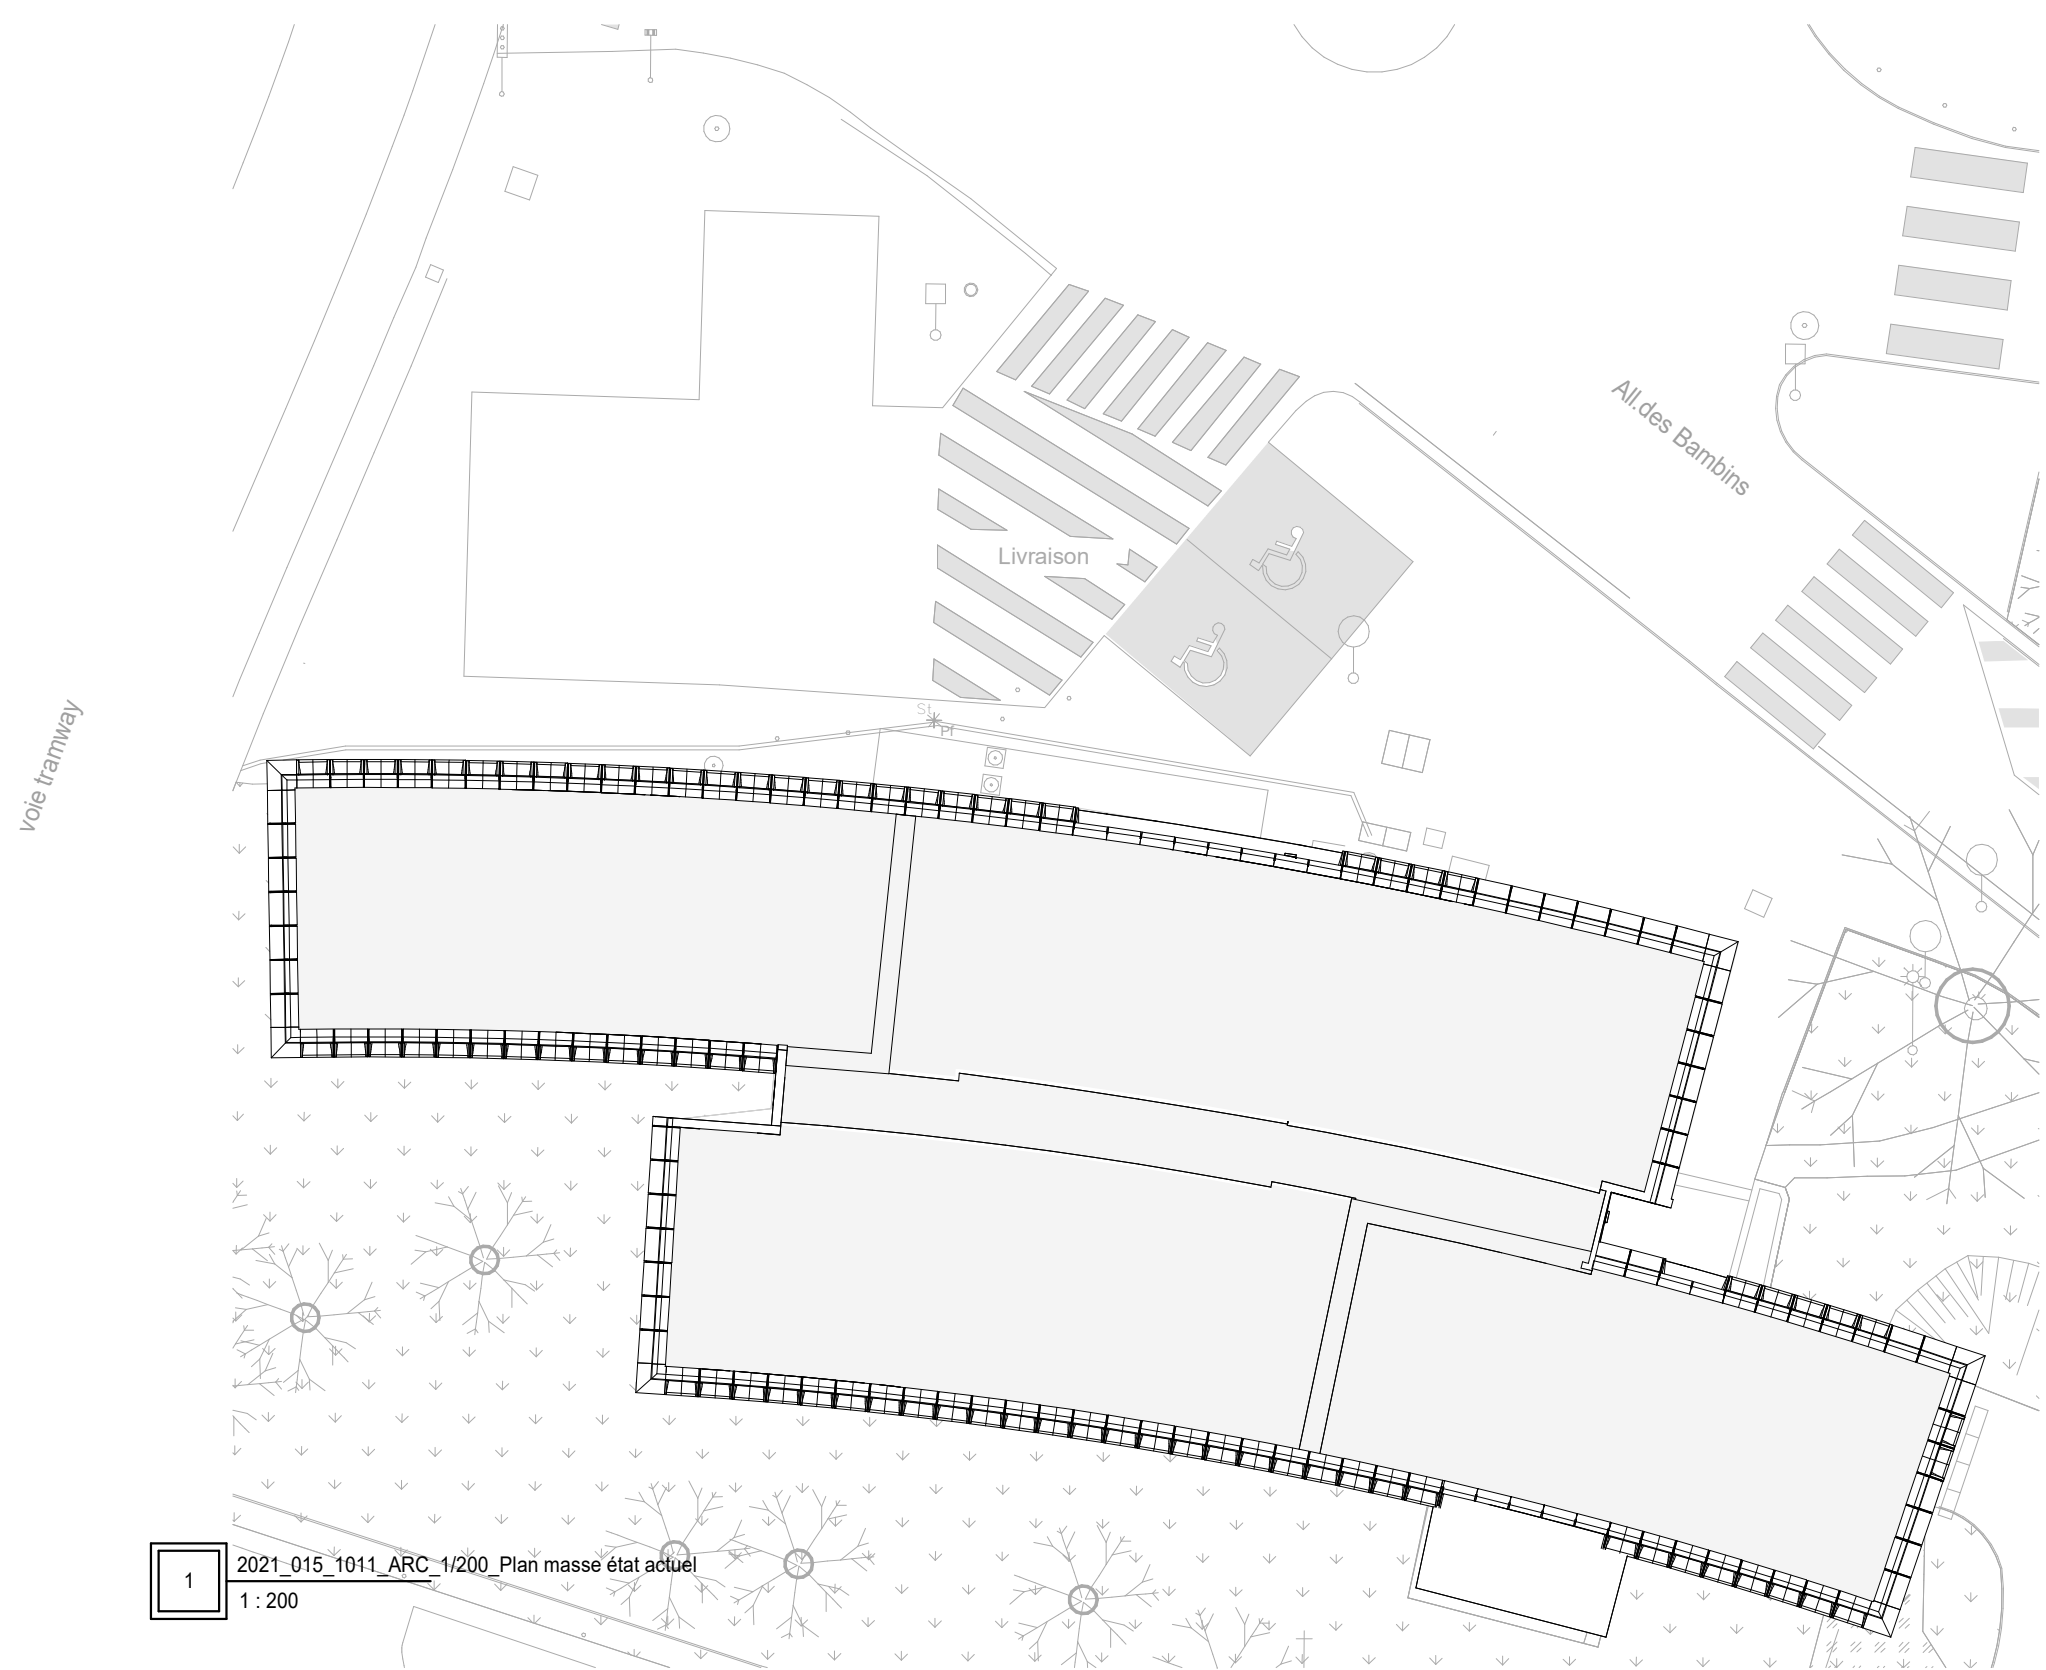 All.des Bambins
Livraison
St
Pf
voie tramway
1
2021_015_1011_ARC_1/200_Plan masse état actuel
1 : 200